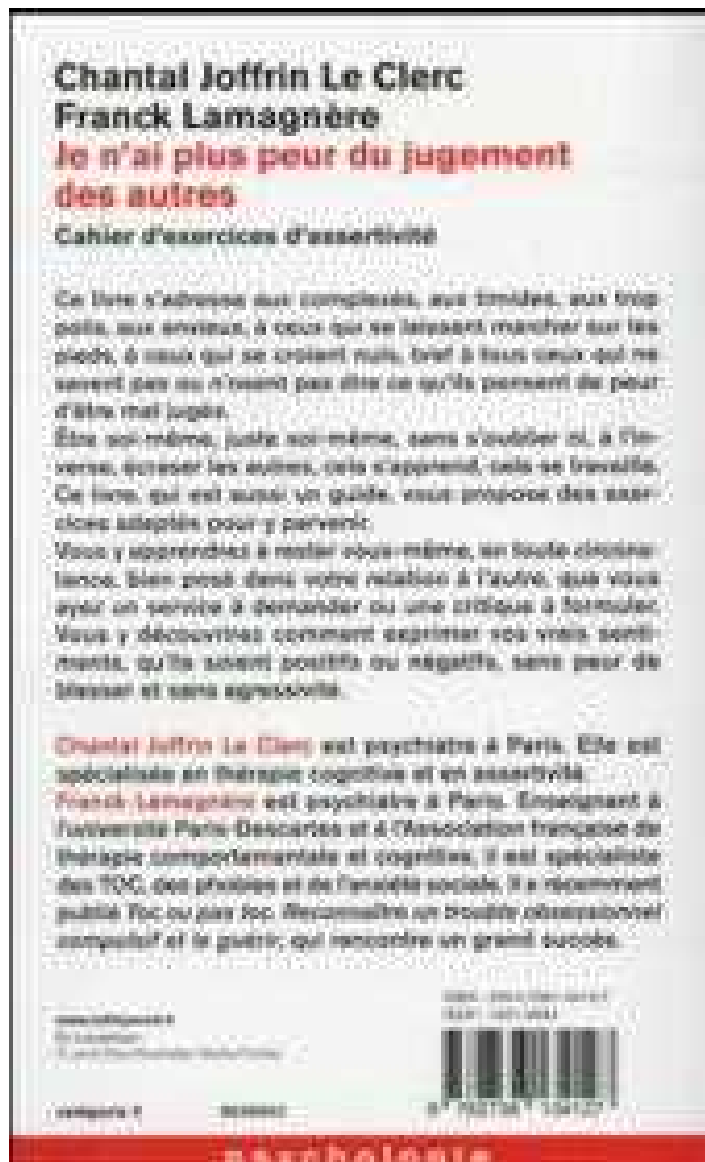 Chantal Joffrin Le Clerc
Franck Lamagnère
Je n'ai plus peur du jugement
des autres
Cahier d'exercices d'assertivité
Ce livre s'adresse aux complexés, aux timides, aux trop
polis, aux envieux, à ceux qui se laissent marcher sur les
pieds, à ceux qui se croient nuls, bref à tous ceux qui ne
savent pas ou n'osent pas dire ce qu'ils pensent de peur
d'être mal jugés.
Être soi-même, juste soi-même, sans s'oublier ni, à l'in-
verse, écraser les autres, cela s'apprend, cela se travaille.
Ce livre, qui est aussi un guide, vous propose des exer-
cices adaptés pour y parvenir.
Vous y apprendrez à rester vous-même, en toute circons-
tance, bien posé dans votre relation à l'autre, que vous
ayez un service à demander ou une critique à formuler.
Vous y découvrirez comment exprimer vos vrais senti-
ments, qu'ils soient positifs ou négatifs, sans peur de
blesser et sans agressivité.
Chantal Joffrin Le Clerc est psychiatre à Paris. Elle est
spécialisée en thérapie cognitive et en assertivité.
Franck Lamagnère est psychiatre à Paris. Enseignant à
l'université Paris-Descartes et à l'Association française de
thérapie comportementale et cognitive, il est spécialiste
des TOC, des phobies et de l'anxiété sociale. Il a récemment
publié Toc ou pas toc. Reconnaître un trouble obsessionnel
compulsif et le guérir, qui rencontre un grand succès.
psychologie